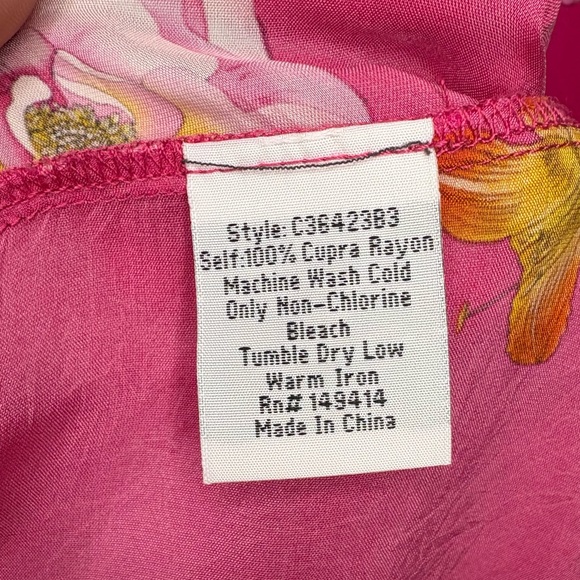 Style: C36423B3
Self:100% Cupra Rayon
Machine Wash Cold
Only Non-Chlorine
Bleach
Tumble Dry Low
Warm Iron
Rn# 149414
Made In China